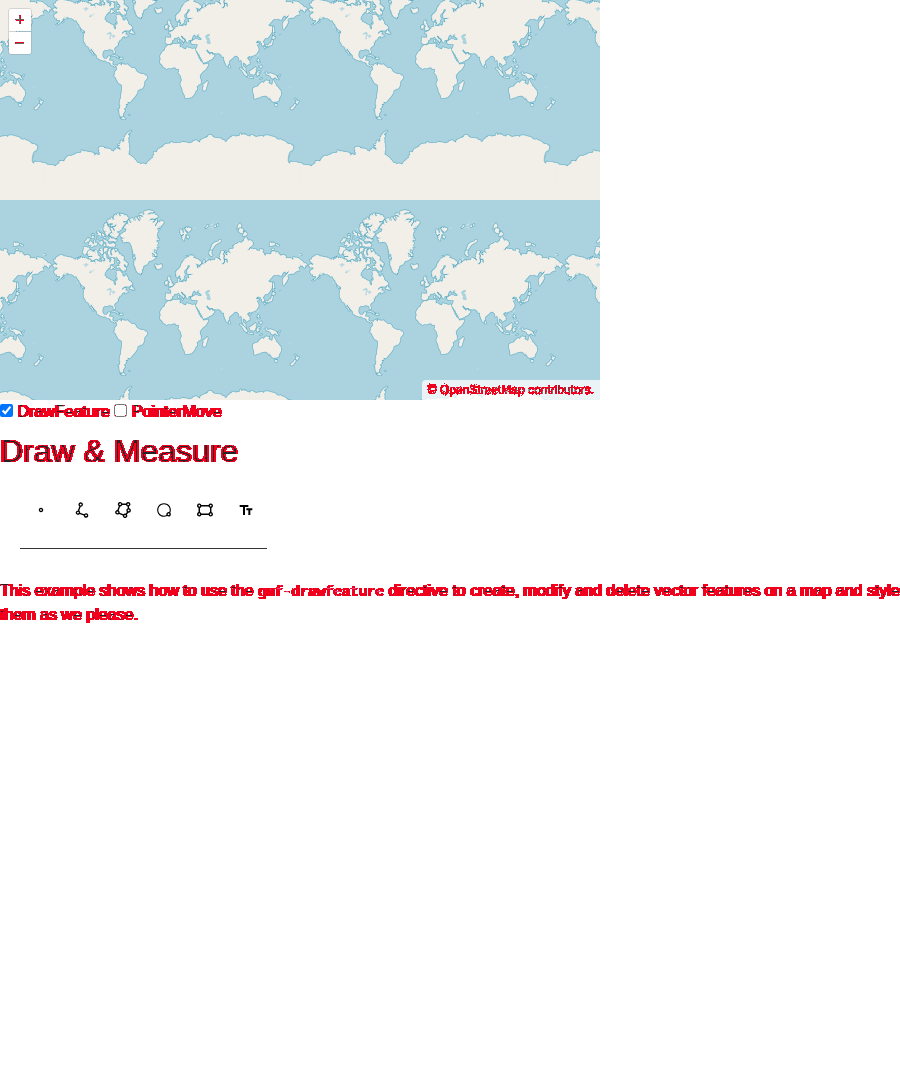 +
−
© OpenStreetMap contributors.
DrawFeature PointerMove
Draw & Measure
TT
This example shows how to use the gmf-drawfeature directive to create, modify and delete vector features on a map and style
them as we please.